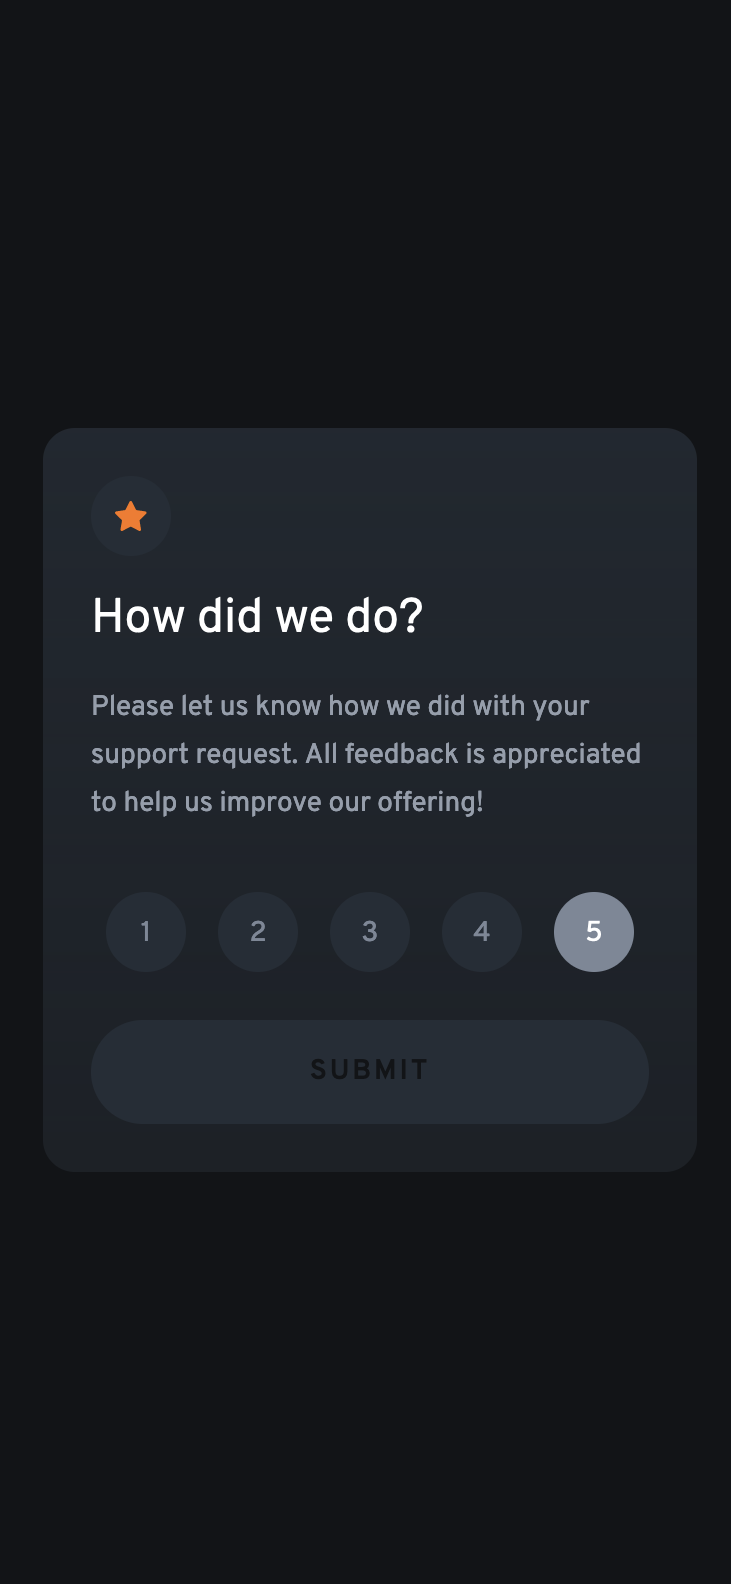 How did we do?
Please let us know how we did with your
support request. All feedback is appreciated
to help us improve our offering!
1 2 3 4 5
SUBMIT